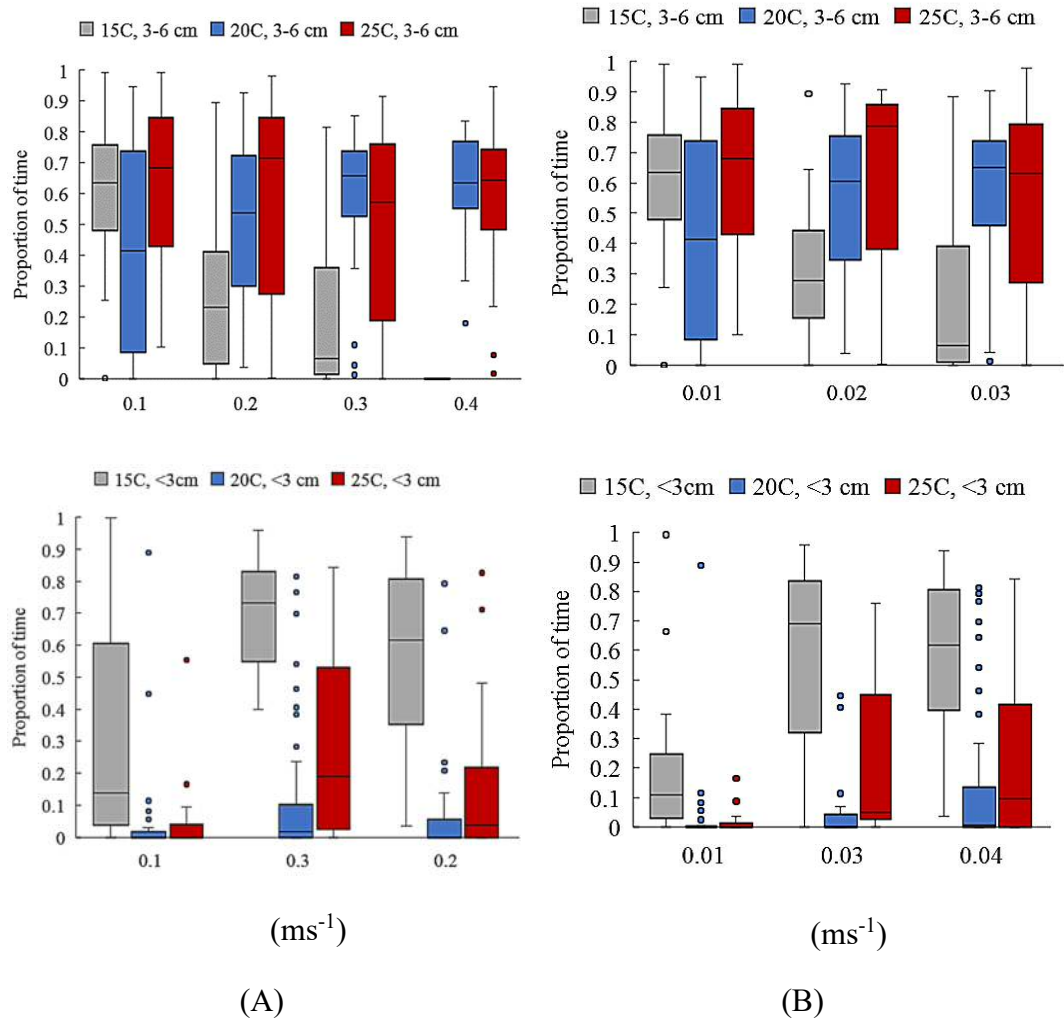 15C, 3-6 cm 20C, 3-6 cm 25C, 3-6 cm
Proportion of time
1
0.9
0.8
0.7
0.6
0.5
0.4
0.3
0.2
0.1
0
0.1 0.2 0.3 0.4
15C, 3-6 cm 20C, 3-6 cm 25C, 3-6 cm
Proportion of time
1
0.9
0.8
0.7
0.6
0.5
0.4
0.3
0.2
0.1
0
0.01 0.02 0.03
15C, <3cm 20C, <3 cm 25C, <3 cm
Proportion of time
1
0.9
0.8
0.7
0.6
0.5
0.4
0.3
0.2
0.1
0
0.1 0.3 0.2
(ms⁻¹)
(A)
15C, <3cm 20C, <3 cm 25C, <3 cm
Proportion of time
1
0.9
0.8
0.7
0.6
0.5
0.4
0.3
0.2
0.1
0
0.01 0.03 0.04
(ms⁻¹)
(B)